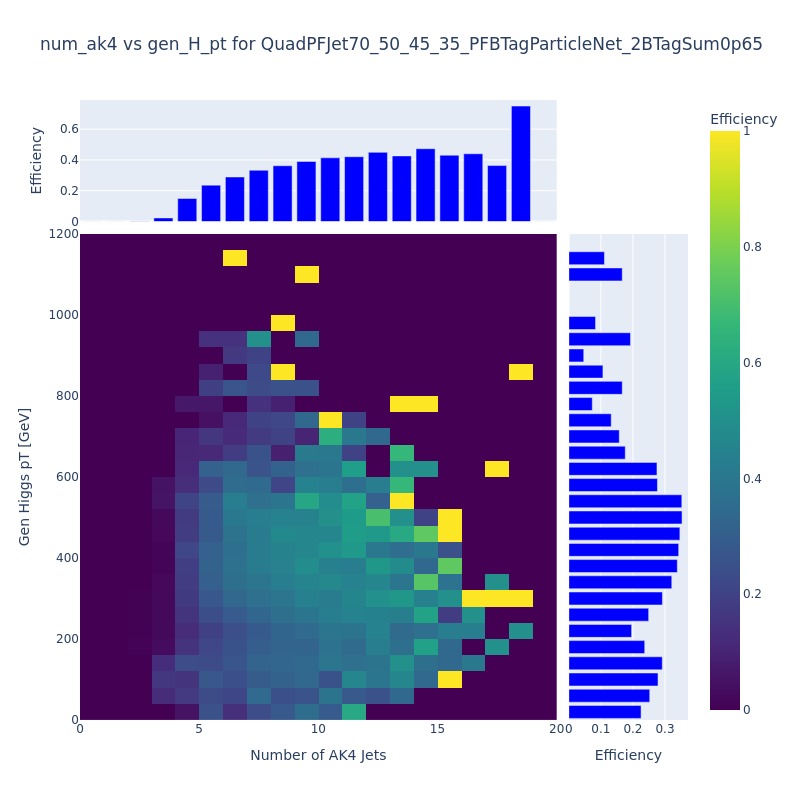 num_ak4 vs gen_H_pt for QuadPFJet70_50_45_35_PFBTagParticleNet_2BTagSum0p65
Efficiency
0.6
0.4
0.2
0
Efficiency
1
0.8
0.6
0.4
0.2
0
Gen Higgs pT [GeV]
1200
1000
800
600
400
200
0
0 5 10 15 20
Number of AK4 Jets
0 0.1 0.2 0.3
Efficiency